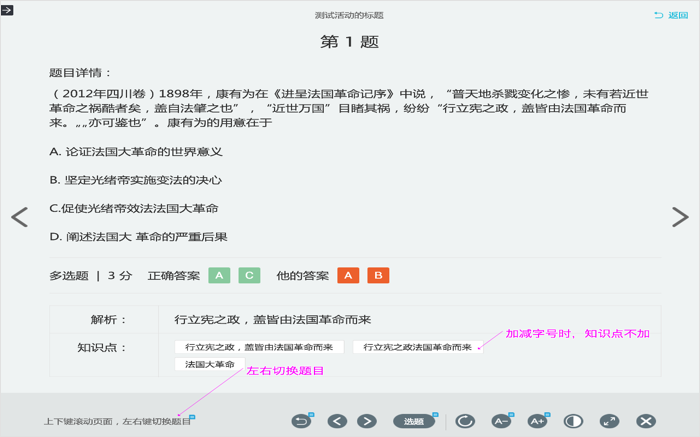 测试活动的标题
返回
第 1 题
题目详情：
（2012年四川卷）1898年，康有为在《进呈法国革命记序》中说，“普天地杀戮变化之惨，未有若近世
革命之祸酷者矣，盖自法肇之也”，“近世万国”目睹其祸，纷纷“行立宪之政，盖皆由法国革命而
来。„„亦可鉴也”。康有为的用意在于
A. 论证法国大革命的世界意义
B. 坚定光绪帝实施变法的决心
C.促使光绪帝效法法国大革命
D. 阐述法国大 革命的严重后果
多选题 | 3 分 正确答案 A C 他的答案 A B
解析： 行立宪之政，盖皆由法国革命而来
加减字号时，知识点不加
知识点： 行立宪之政，盖皆由法国革命而来 行立宪之政法国革命而来
法国大革命
左右切换题目
上下键滚动页面，左右键切换题目
选题 A− A+